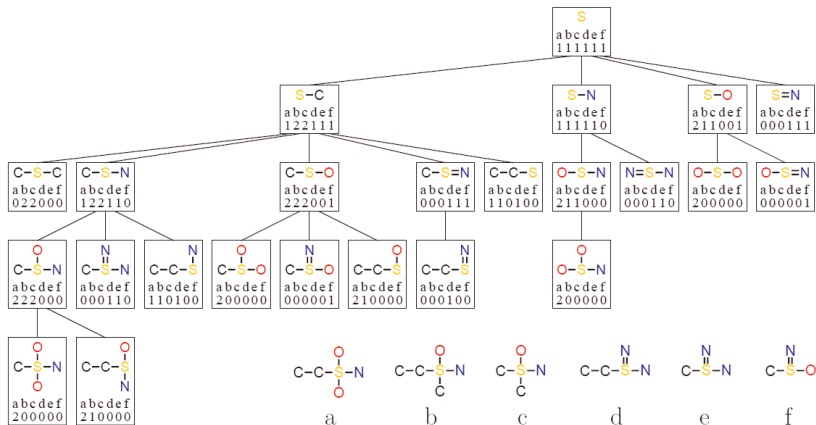 S
abcdef
111111
S-C
abcdef
122111
S-N
abcdef
111110
S-O
abcdef
211001
S=N
abcdef
000111
C-S-C
abcdef
022000
C-S-N
abcdef
122110
C-S-O
abcdef
222001
C-S=N
abcdef
000111
C-C-S
abcdef
110100
O-S-N
abcdef
211000
N=S-N
abcdef
000110
O-S-O
abcdef
200000
O-S=N
abcdef
000001
O
C-S-N
abcdef
222000
N
C-S-N
abcdef
000110
N
C-C-S
abcdef
110100
O
C-S-O
abcdef
200000
N
C-S-O
abcdef
000001
O
C-C-S
abcdef
210000
N
C-C-S
abcdef
000100
O
O-S-N
abcdef
200000
O
C-S-N
O
abcdef
200000
O
C-C-S
N
abcdef
210000
O
C-C-S-N
O
a
O
C-C-S-N
C
b
O
C-S-N
C
c
N
C-C-S-N
d
N
C-S-N
e
N
C-S-O
f